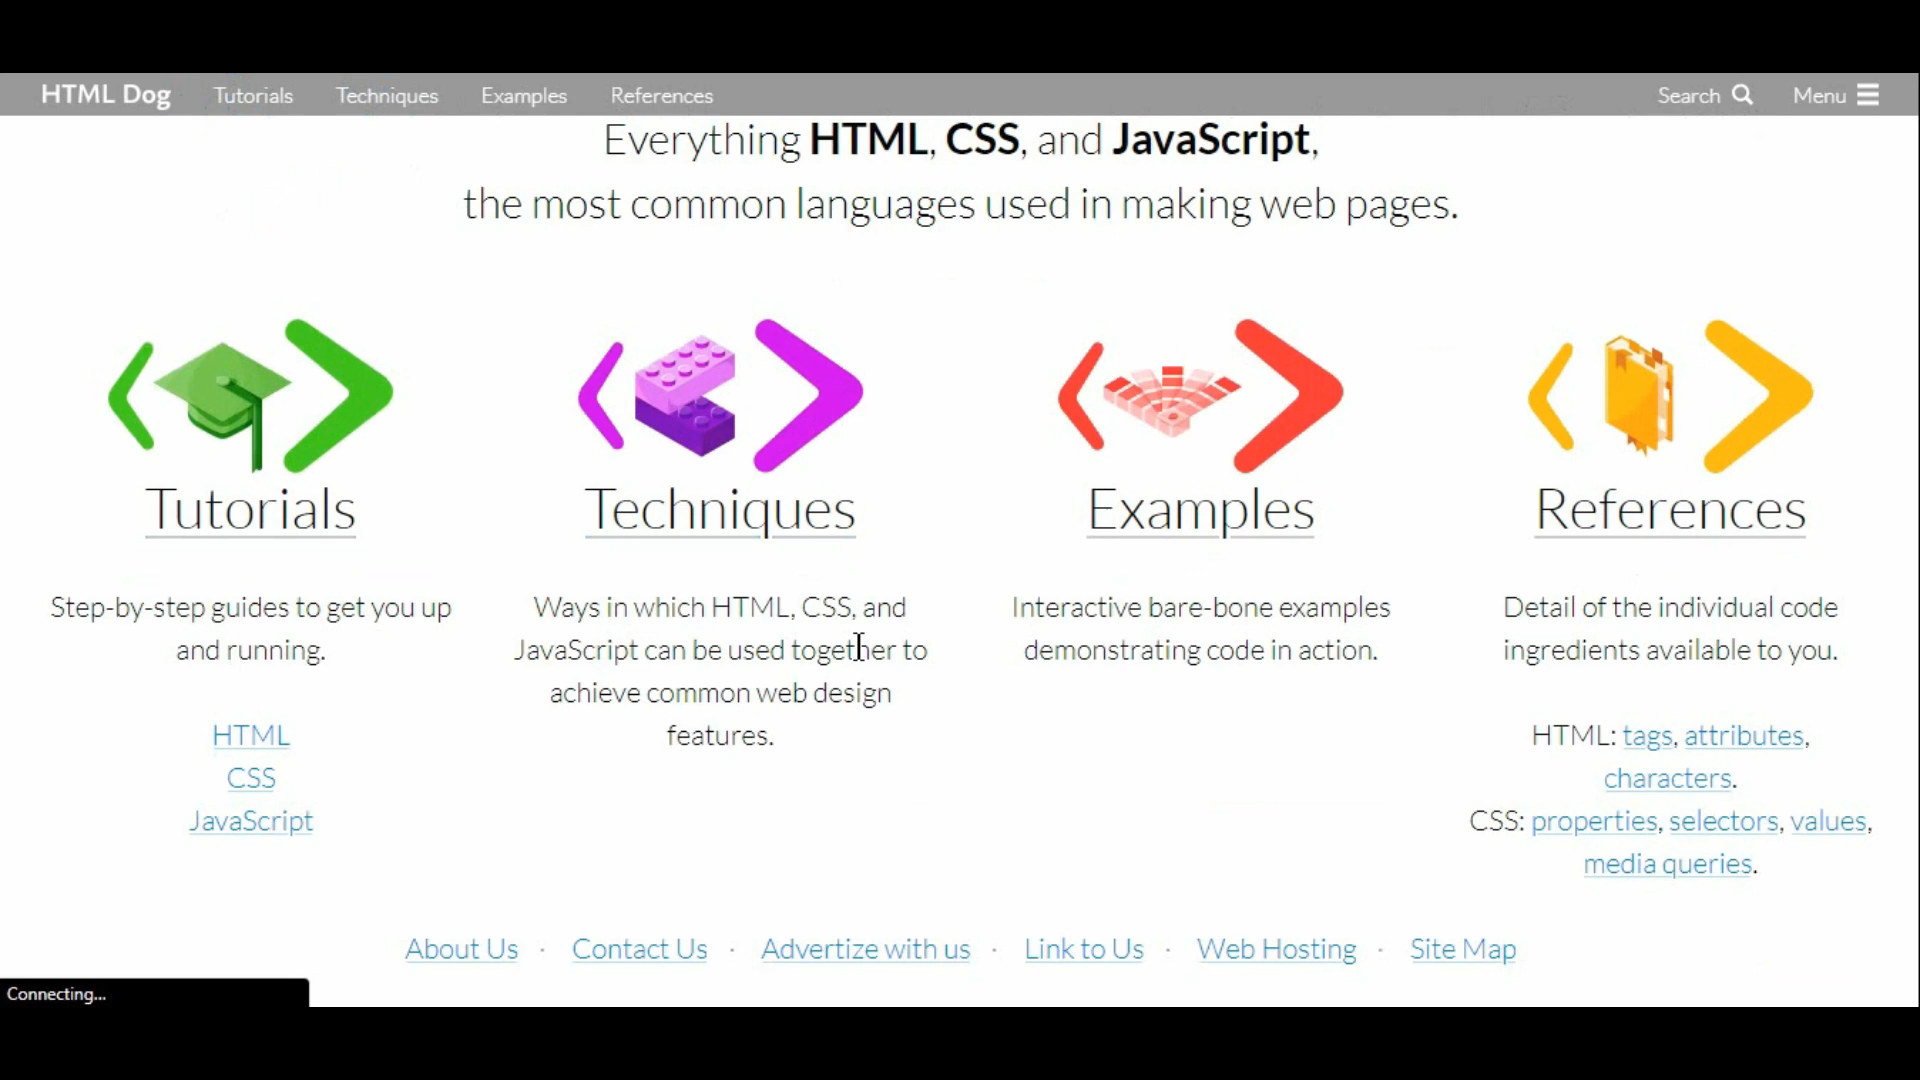 HTML Dog Tutorials Techniques Examples References Search Menu
Everything HTML, CSS, and JavaScript,
the most common languages used in making web pages.
Tutorials
Step-by-step guides to get you up
and running.
HTML
CSS
JavaScript
Techniques
Ways in which HTML, CSS, and
JavaScript can be used together to
achieve common web design
features.
Examples
Interactive bare-bone examples
demonstrating code in action.
References
Detail of the individual code
ingredients available to you.
HTML: tags, attributes,
characters.
CSS: properties, selectors, values,
media queries.
About Us · Contact Us · Advertize with us · Link to Us · Web Hosting · Site Map
Connecting...